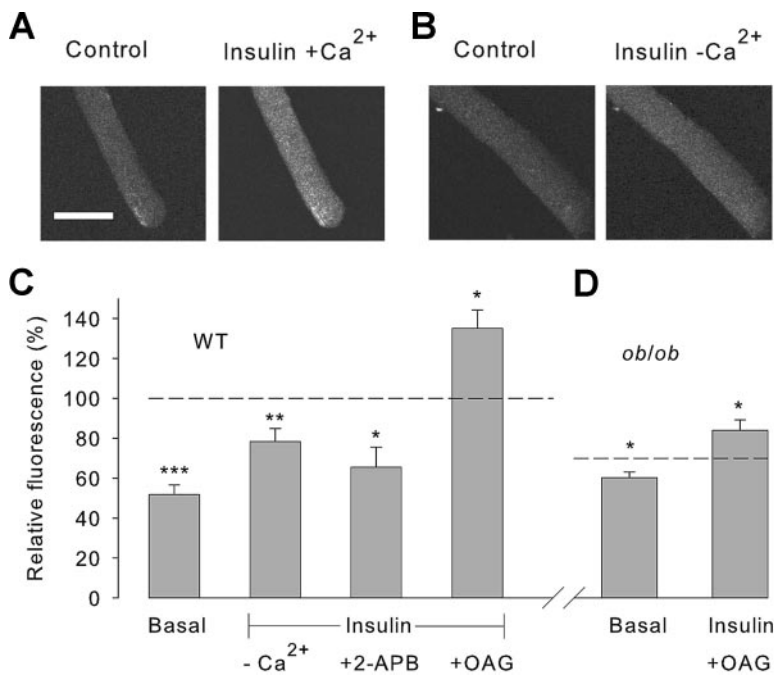 A
B
Control
Insulin +Ca²⁺
Control
Insulin -Ca²⁺
C
D
Relative fluorescence (%)
140
120
100
80
60
40
20
0
WT
ob/ob
***
**
*
*
*
*
Basal
Insulin
Basal
Insulin
- Ca²⁺
+2-APB
+OAG
+OAG